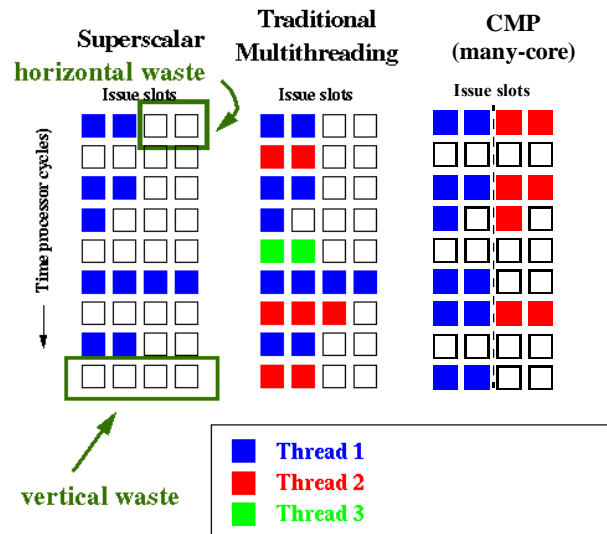 Superscalar
horizontal waste
Issue slots
Time processor cycles)
vertical waste
Traditional
Multithreading
Issue slots
CMP
(many-core)
Issue slots
Thread 1
Thread 2
Thread 3